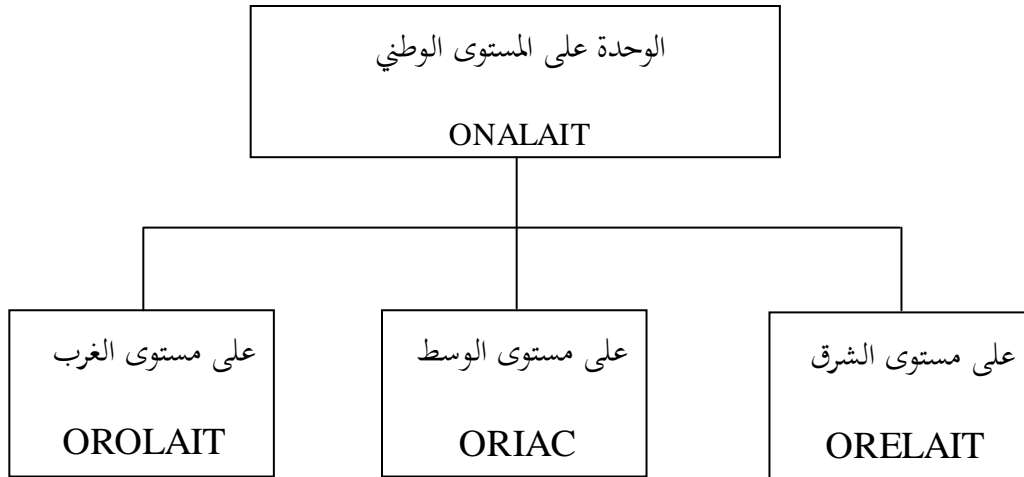 الوحدة على المستوى الوطني
ONALAIT
على مستوى الشرق
ORELAIT
على مستوى الوسط
ORIAC
على مستوى الغرب
OROLAIT